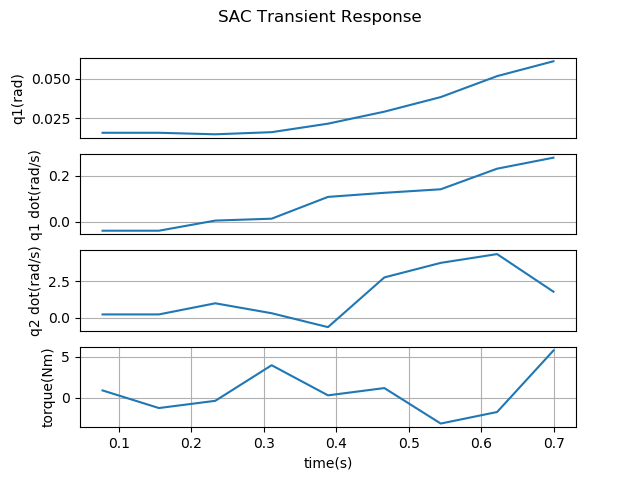 SAC Transient Response
q1(rad)
0.050
0.025
q1 dot(rad/s)
0.2
0.0
q2 dot(rad/s)
2.5
0.0
torque(Nm)
5
0
0.1 0.2 0.3 0.4 0.5 0.6 0.7
time(s)